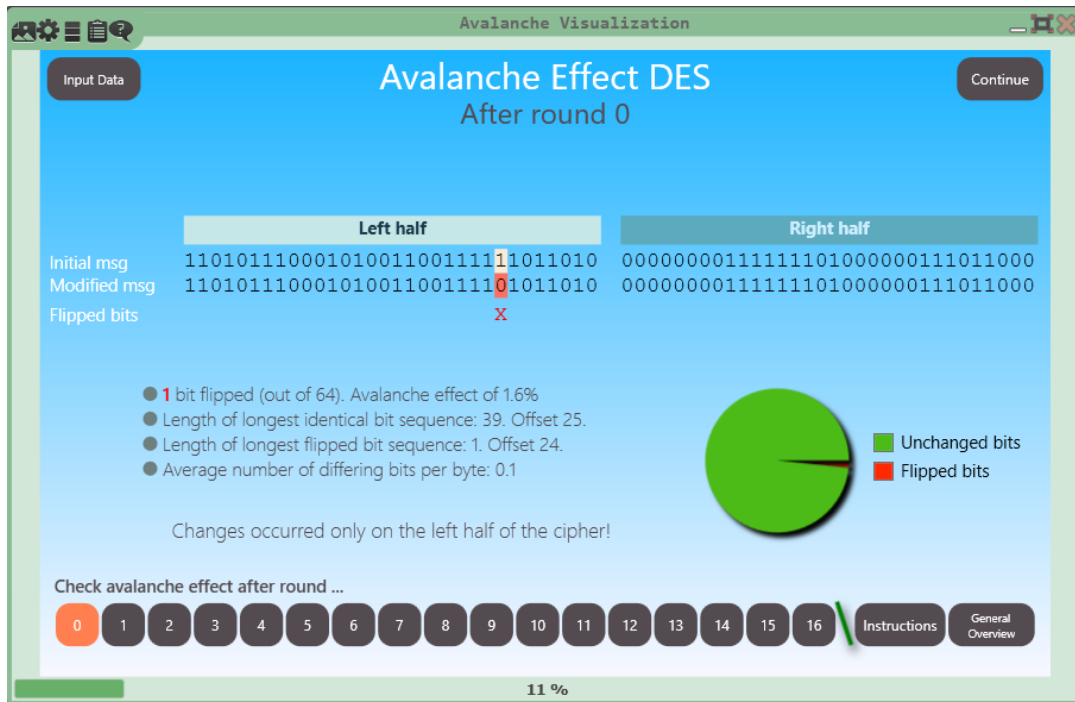 Avalanche Visualization
Input Data
Avalanche Effect DES
Continue
After round 0
Left half
Right half
Initial msg 11010111000101001100111111011010 00000000111111101000000111011000
Modified msg 11010111000101001100111101011010 00000000111111101000000111011000
Flipped bits X
1 bit flipped (out of 64). Avalanche effect of 1.6%
Length of longest identical bit sequence: 39. Offset 25.
Length of longest flipped bit sequence: 1. Offset 24.
Average number of differing bits per byte: 0.1
Unchanged bits
Flipped bits
Changes occurred only on the left half of the cipher!
Check avalanche effect after round ...
0 1 2 3 4 5 6 7 8 9 10 11 12 13 14 15 16 Instructions General Overview
11 %